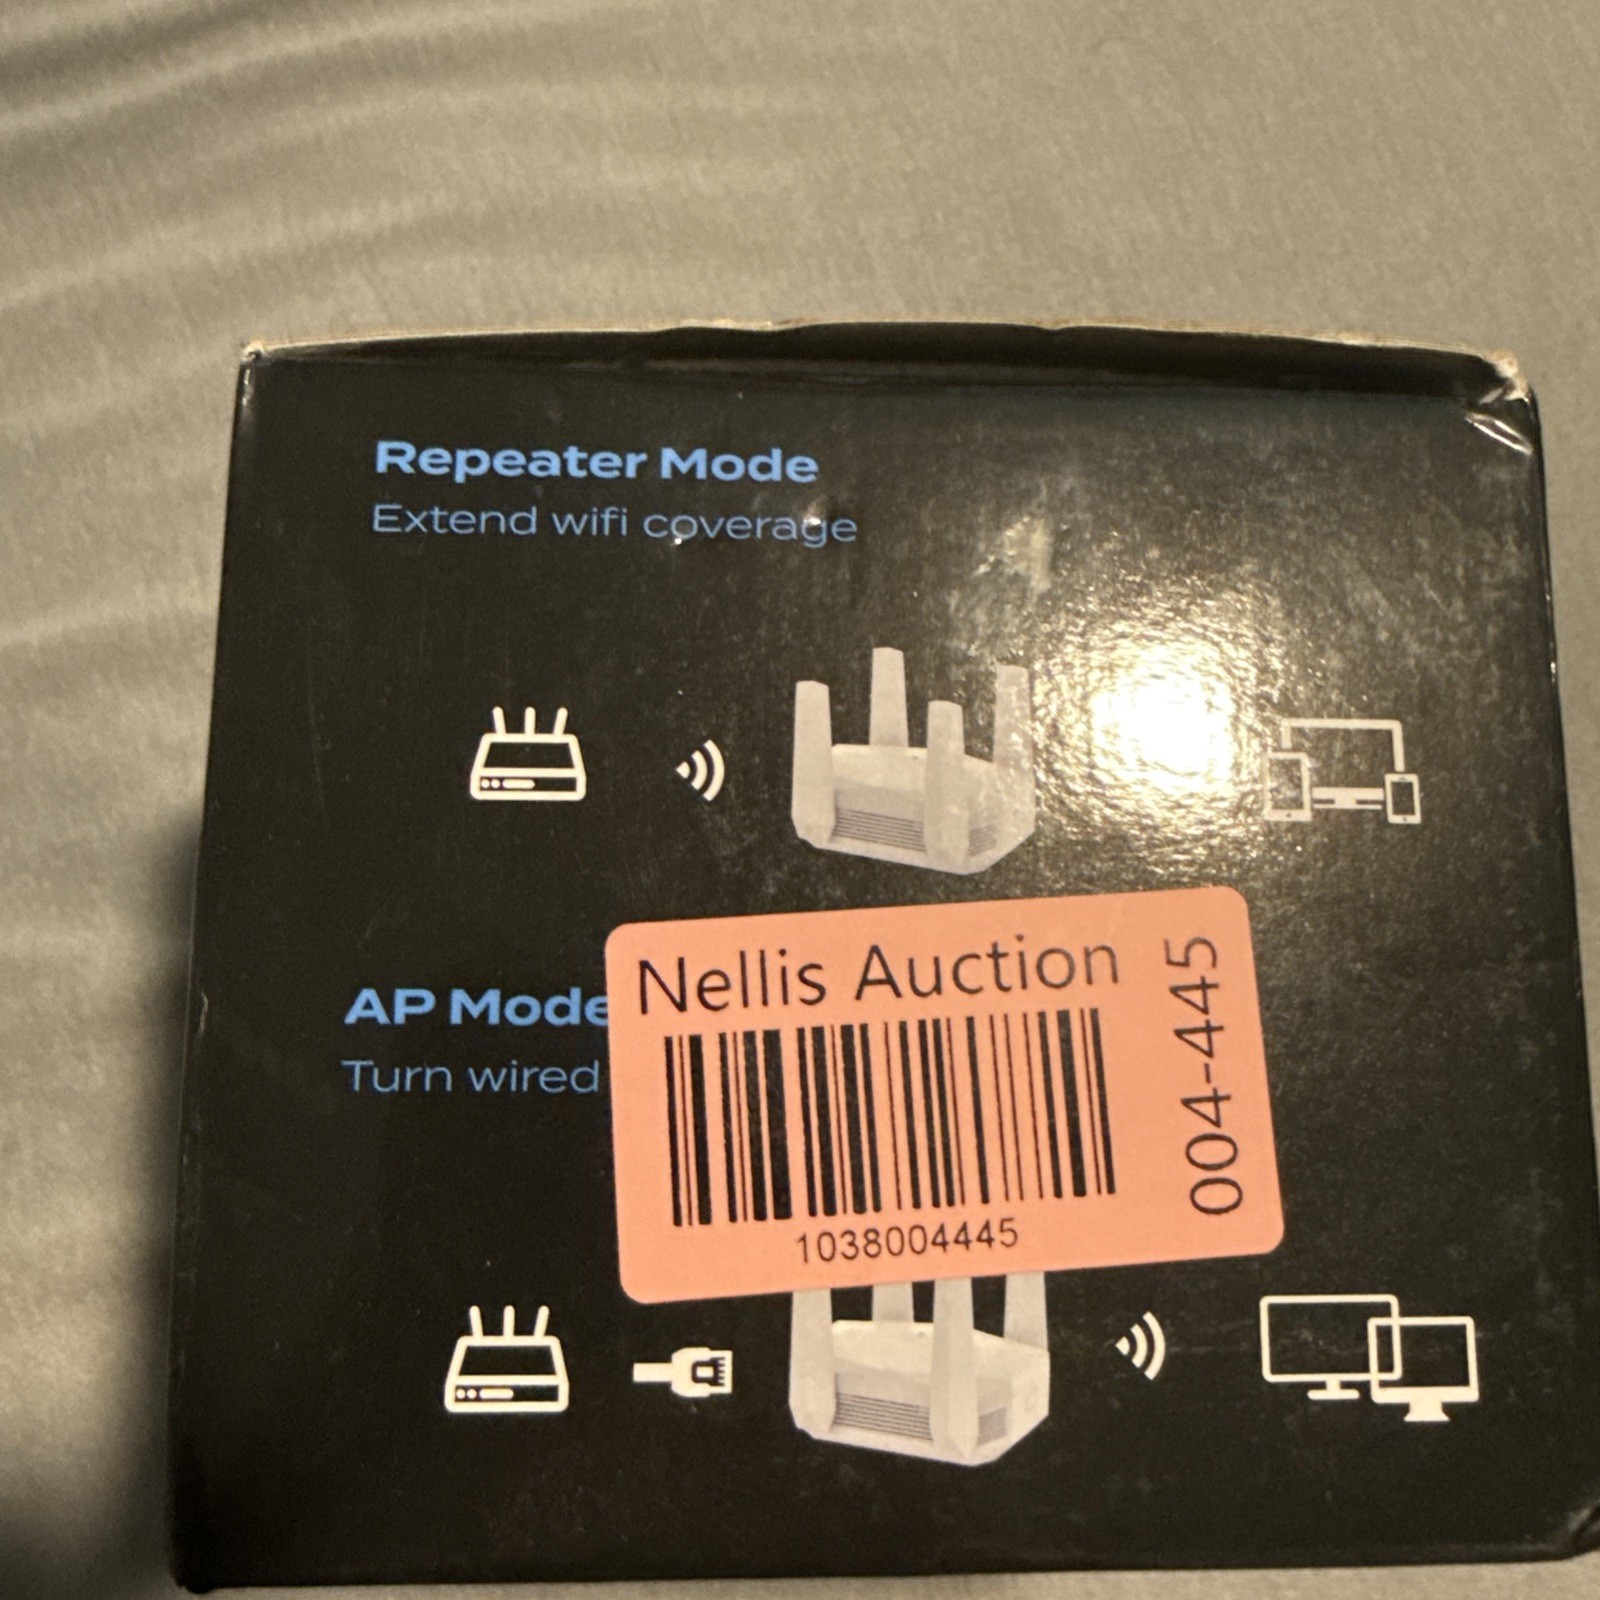 Repeater Mode
Extend wifi coverage
AP Mode
Turn wired
Nellis Auction
1038004445
004-445